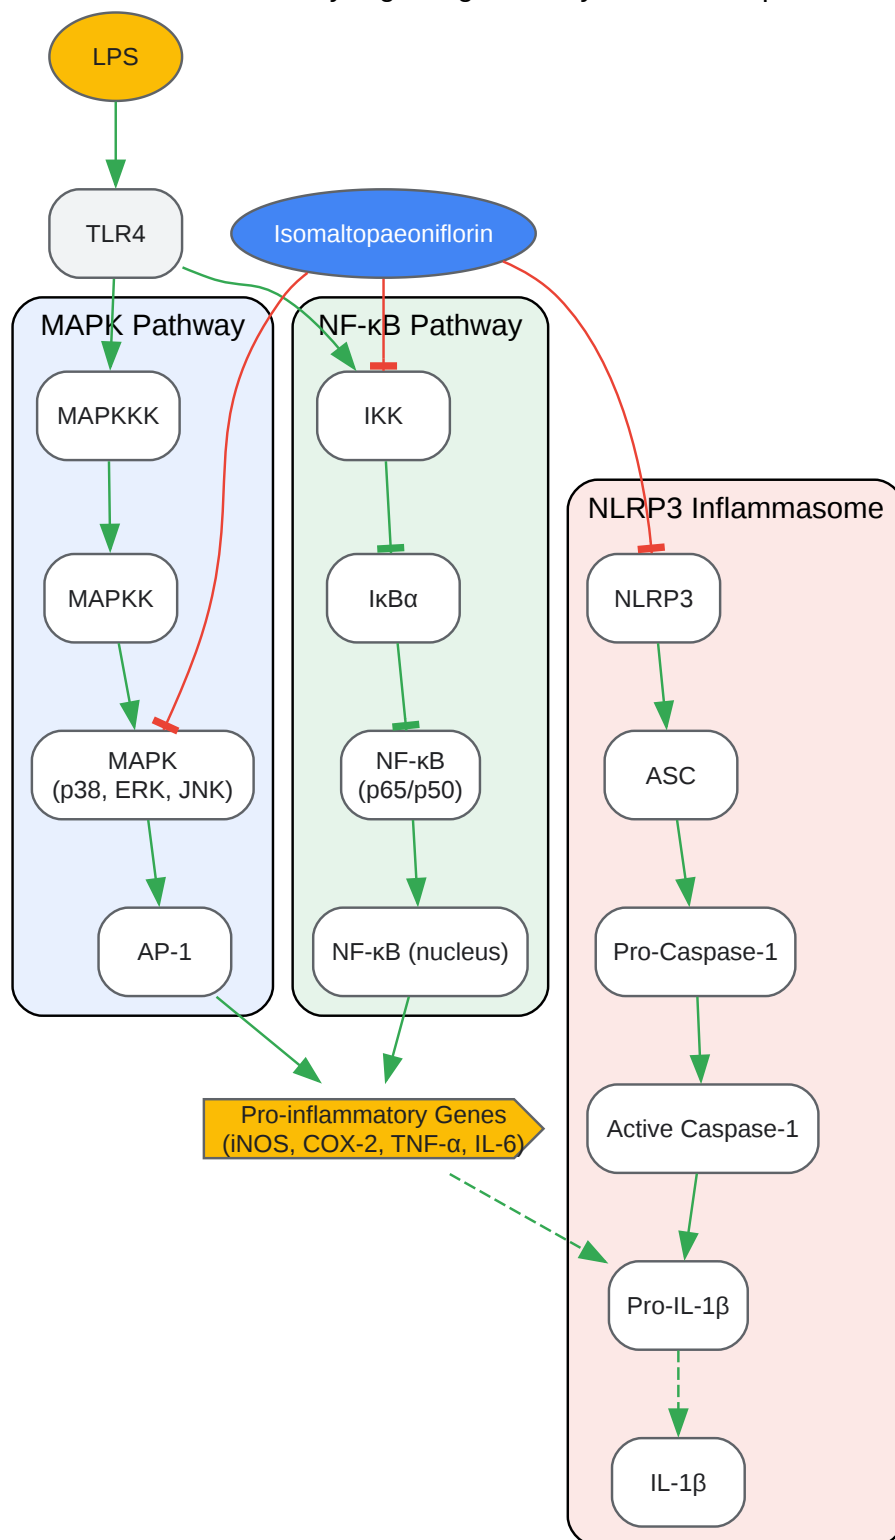 LPS
TLR4
Isomaltopaeoniflorin
MAPK Pathway
NF-κB Pathway
MAPKKK
IKK
NLRP3 Inflammasome
MAPKK
IκBα
NLRP3
MAPK
(p38, ERK, JNK)
NF-κB
(p65/p50)
ASC
AP-1
NF-κB (nucleus)
Pro-Caspase-1
Pro-inflammatory Genes
(iNOS, COX-2, TNF-α, IL-6)
Active Caspase-1
Pro-IL-1β
IL-1β